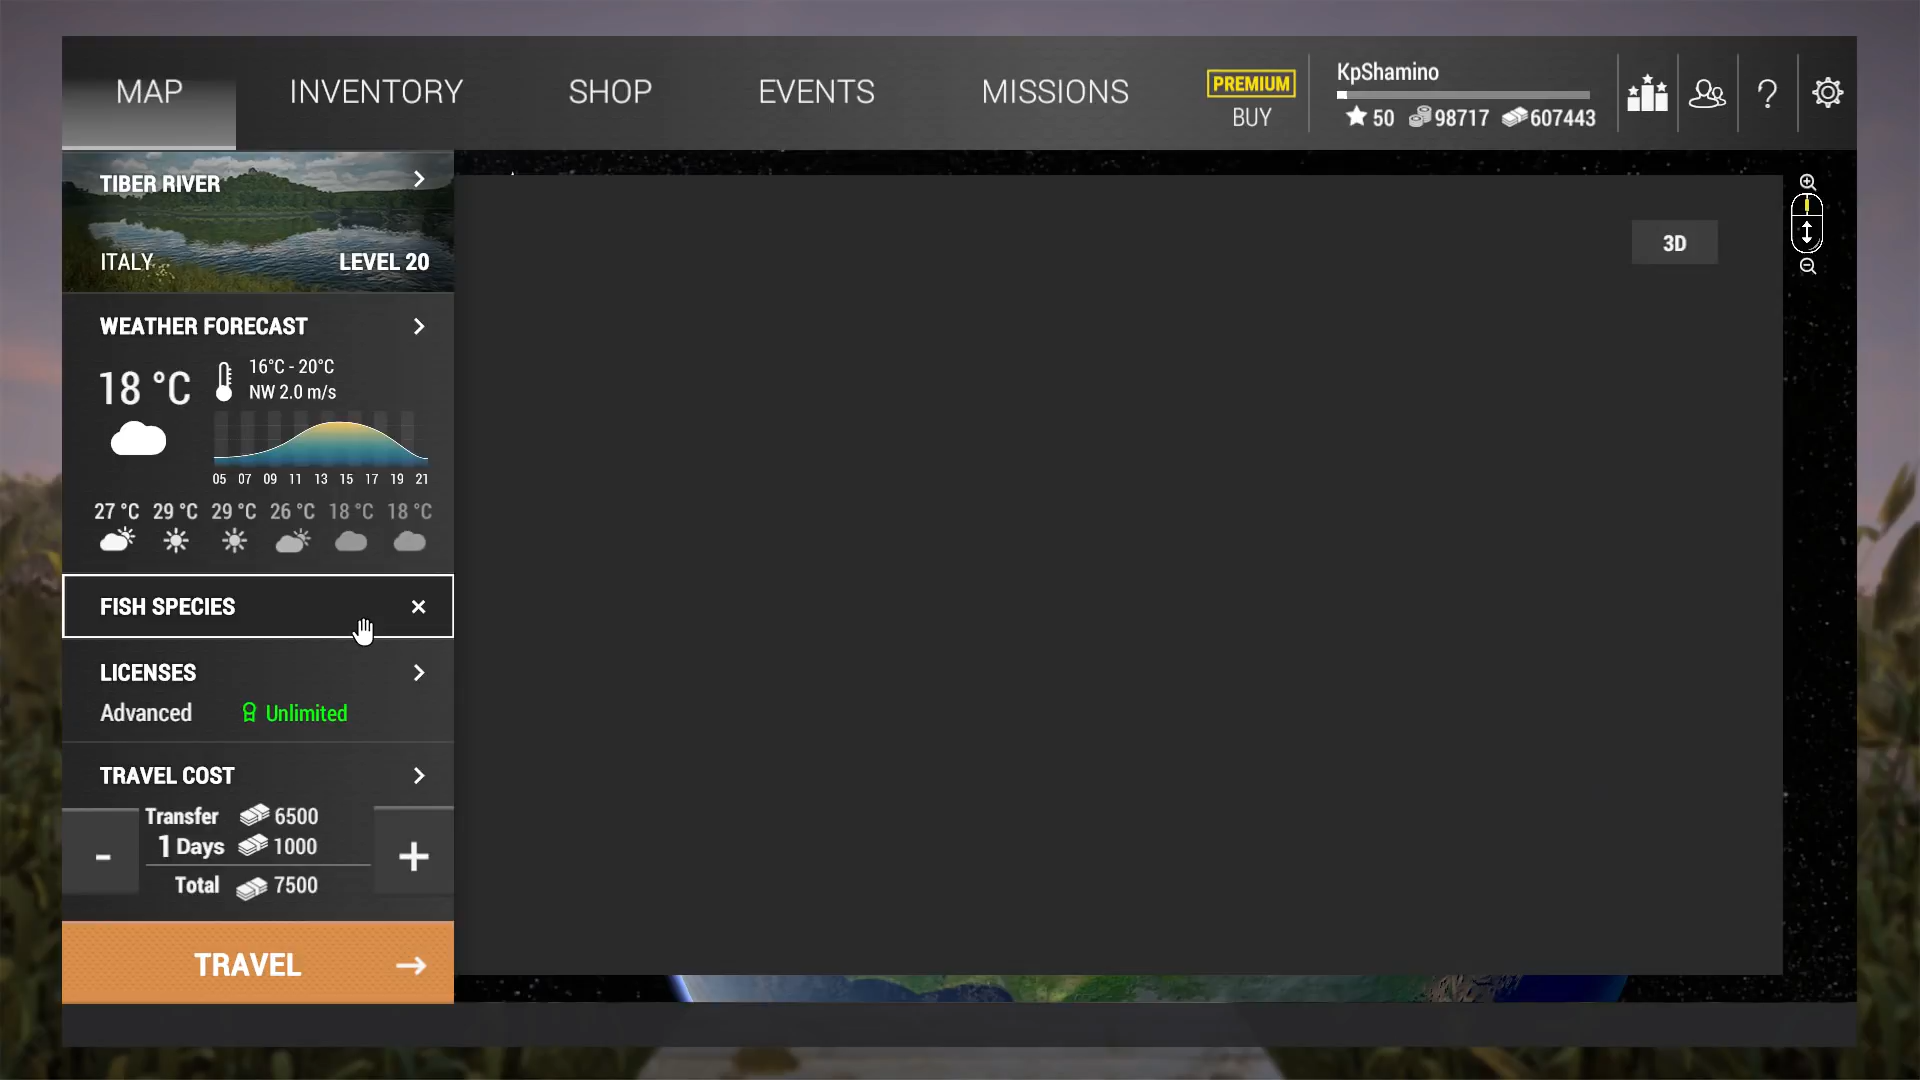 MAP
INVENTORY
SHOP
EVENTS
MISSIONS
PREMIUM
BUY
KpShamino
50 98717 607443
?
TIBER RIVER
ITALY
LEVEL 20
3D
WEATHER FORECAST
18 °C
16°C - 20°C
NW 2.0 m/s
05 07 09 11 13 15 17 19 21
27 °C 29 °C 29 °C 26 °C 18 °C 18 °C
FISH SPECIES
LICENSES
Advanced Unlimited
TRAVEL COST
Transfer 6500
1 Days 1000
- +
Total 7500
TRAVEL